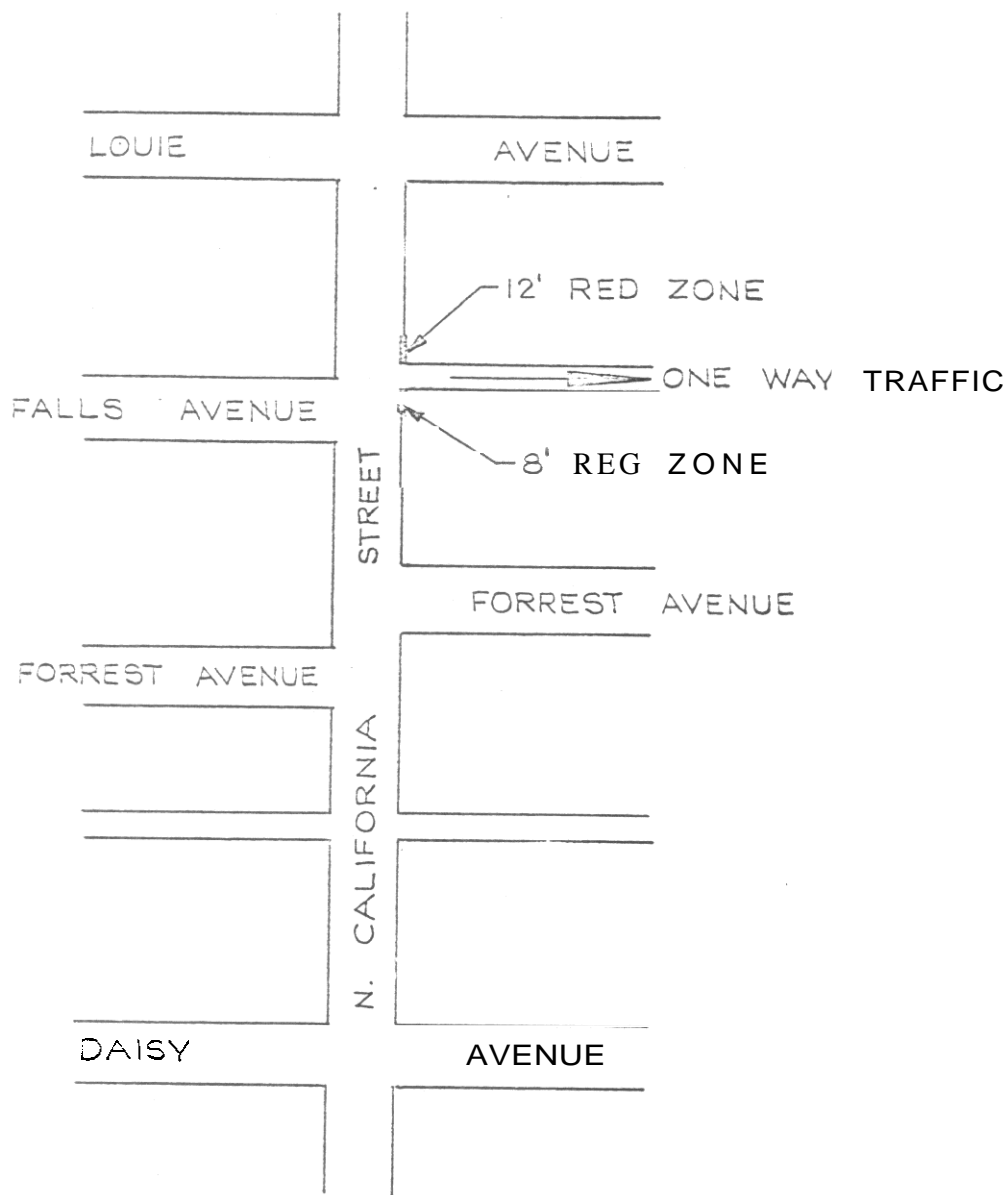 LOUIE AVENUE
12' RED ZONE
ONE WAY TRAFFIC
FALLS AVENUE
8' REG ZONE
N. CALIFORNIA STREET
FORREST AVENUE
FORREST AVENUE
DAISY AVENUE